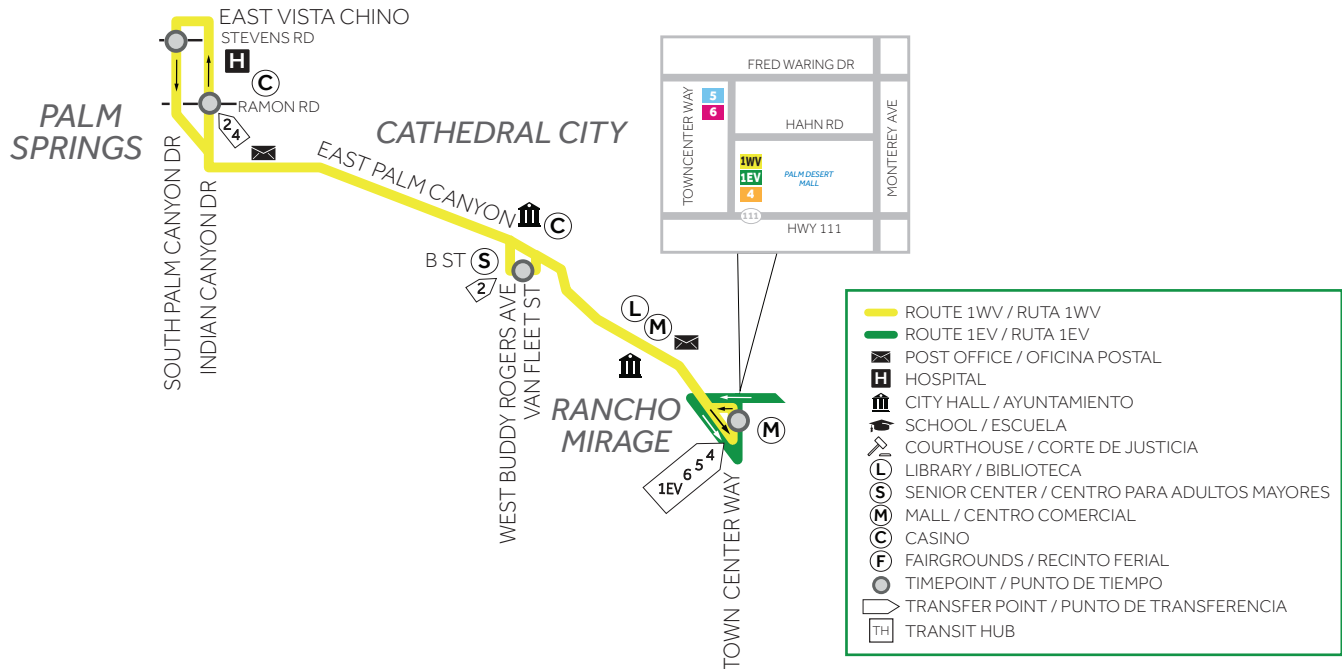 EAST VISTA CHINO
STEVENS RD
H
C
RAMON RD
PALM
SPRINGS
2
4
CATHEDRAL CITY
SOUTH PALM CANYON DR
INDIAN CANYON DR
EAST PALM CANYON
C
B ST
S
2
WEST BUDDY ROGERS AVE
VAN FLEET ST
L
M
RANCHO
MIRAGE
M
1EV 6 5 4
TOWN CENTER WAY
FRED WARING DR
TOWNCENTER WAY
5
6
HAHN RD
MONTEREY AVE
1WV
1EV
4
PALM DESERT
MALL
111
HWY 111
ROUTE 1WV / RUTA 1WV
ROUTE 1EV / RUTA 1EV
POST OFFICE / OFICINA POSTAL
H HOSPITAL
CITY HALL / AYUNTAMIENTO
SCHOOL / ESCUELA
COURTHOUSE / CORTE DE JUSTICIA
L LIBRARY / BIBLIOTECA
S SENIOR CENTER / CENTRO PARA ADULTOS MAYORES
M MALL / CENTRO COMERCIAL
C CASINO
F FAIRGROUNDS / RECINTO FERIAL
TIMEPOINT / PUNTO DE TIEMPO
TRANSFER POINT / PUNTO DE TRANSFERENCIA
TH TRANSIT HUB